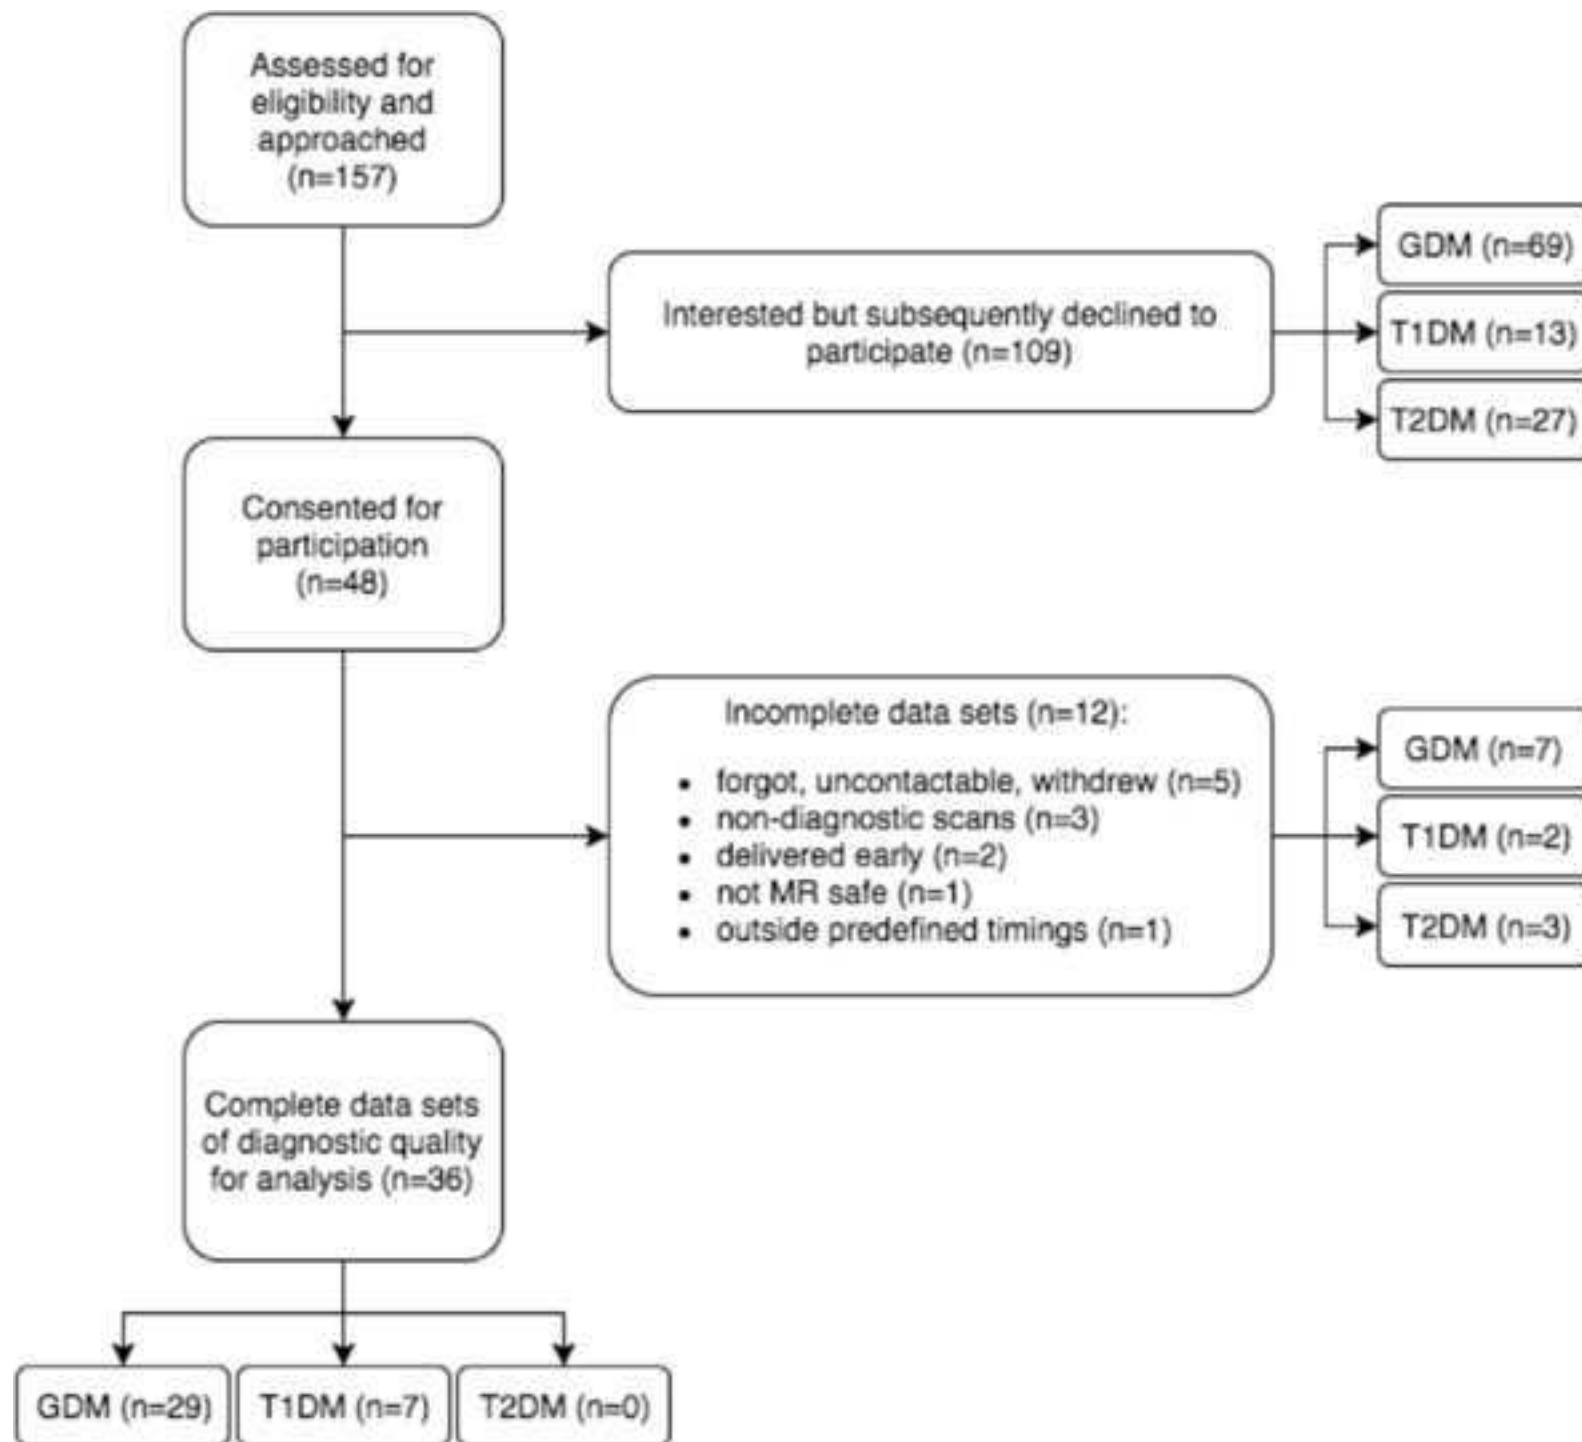 Assessed for
eligibility and
approached
(n=157)
Interested but subsequently declined to
participate (n=109)
GDM (n=69)
T1DM (n=13)
T2DM (n=27)
Consented for
participation
(n=48)
Incomplete data sets (n=12):
• forgot, uncontactable, withdrew (n=5)
• non-diagnostic scans (n=3)
• delivered early (n=2)
• not MR safe (n=1)
• outside predefined timings (n=1)
GDM (n=7)
T1DM (n=2)
T2DM (n=3)
Complete data sets
of diagnostic quality
for analysis (n=36)
GDM (n=29)
T1DM (n=7)
T2DM (n=0)